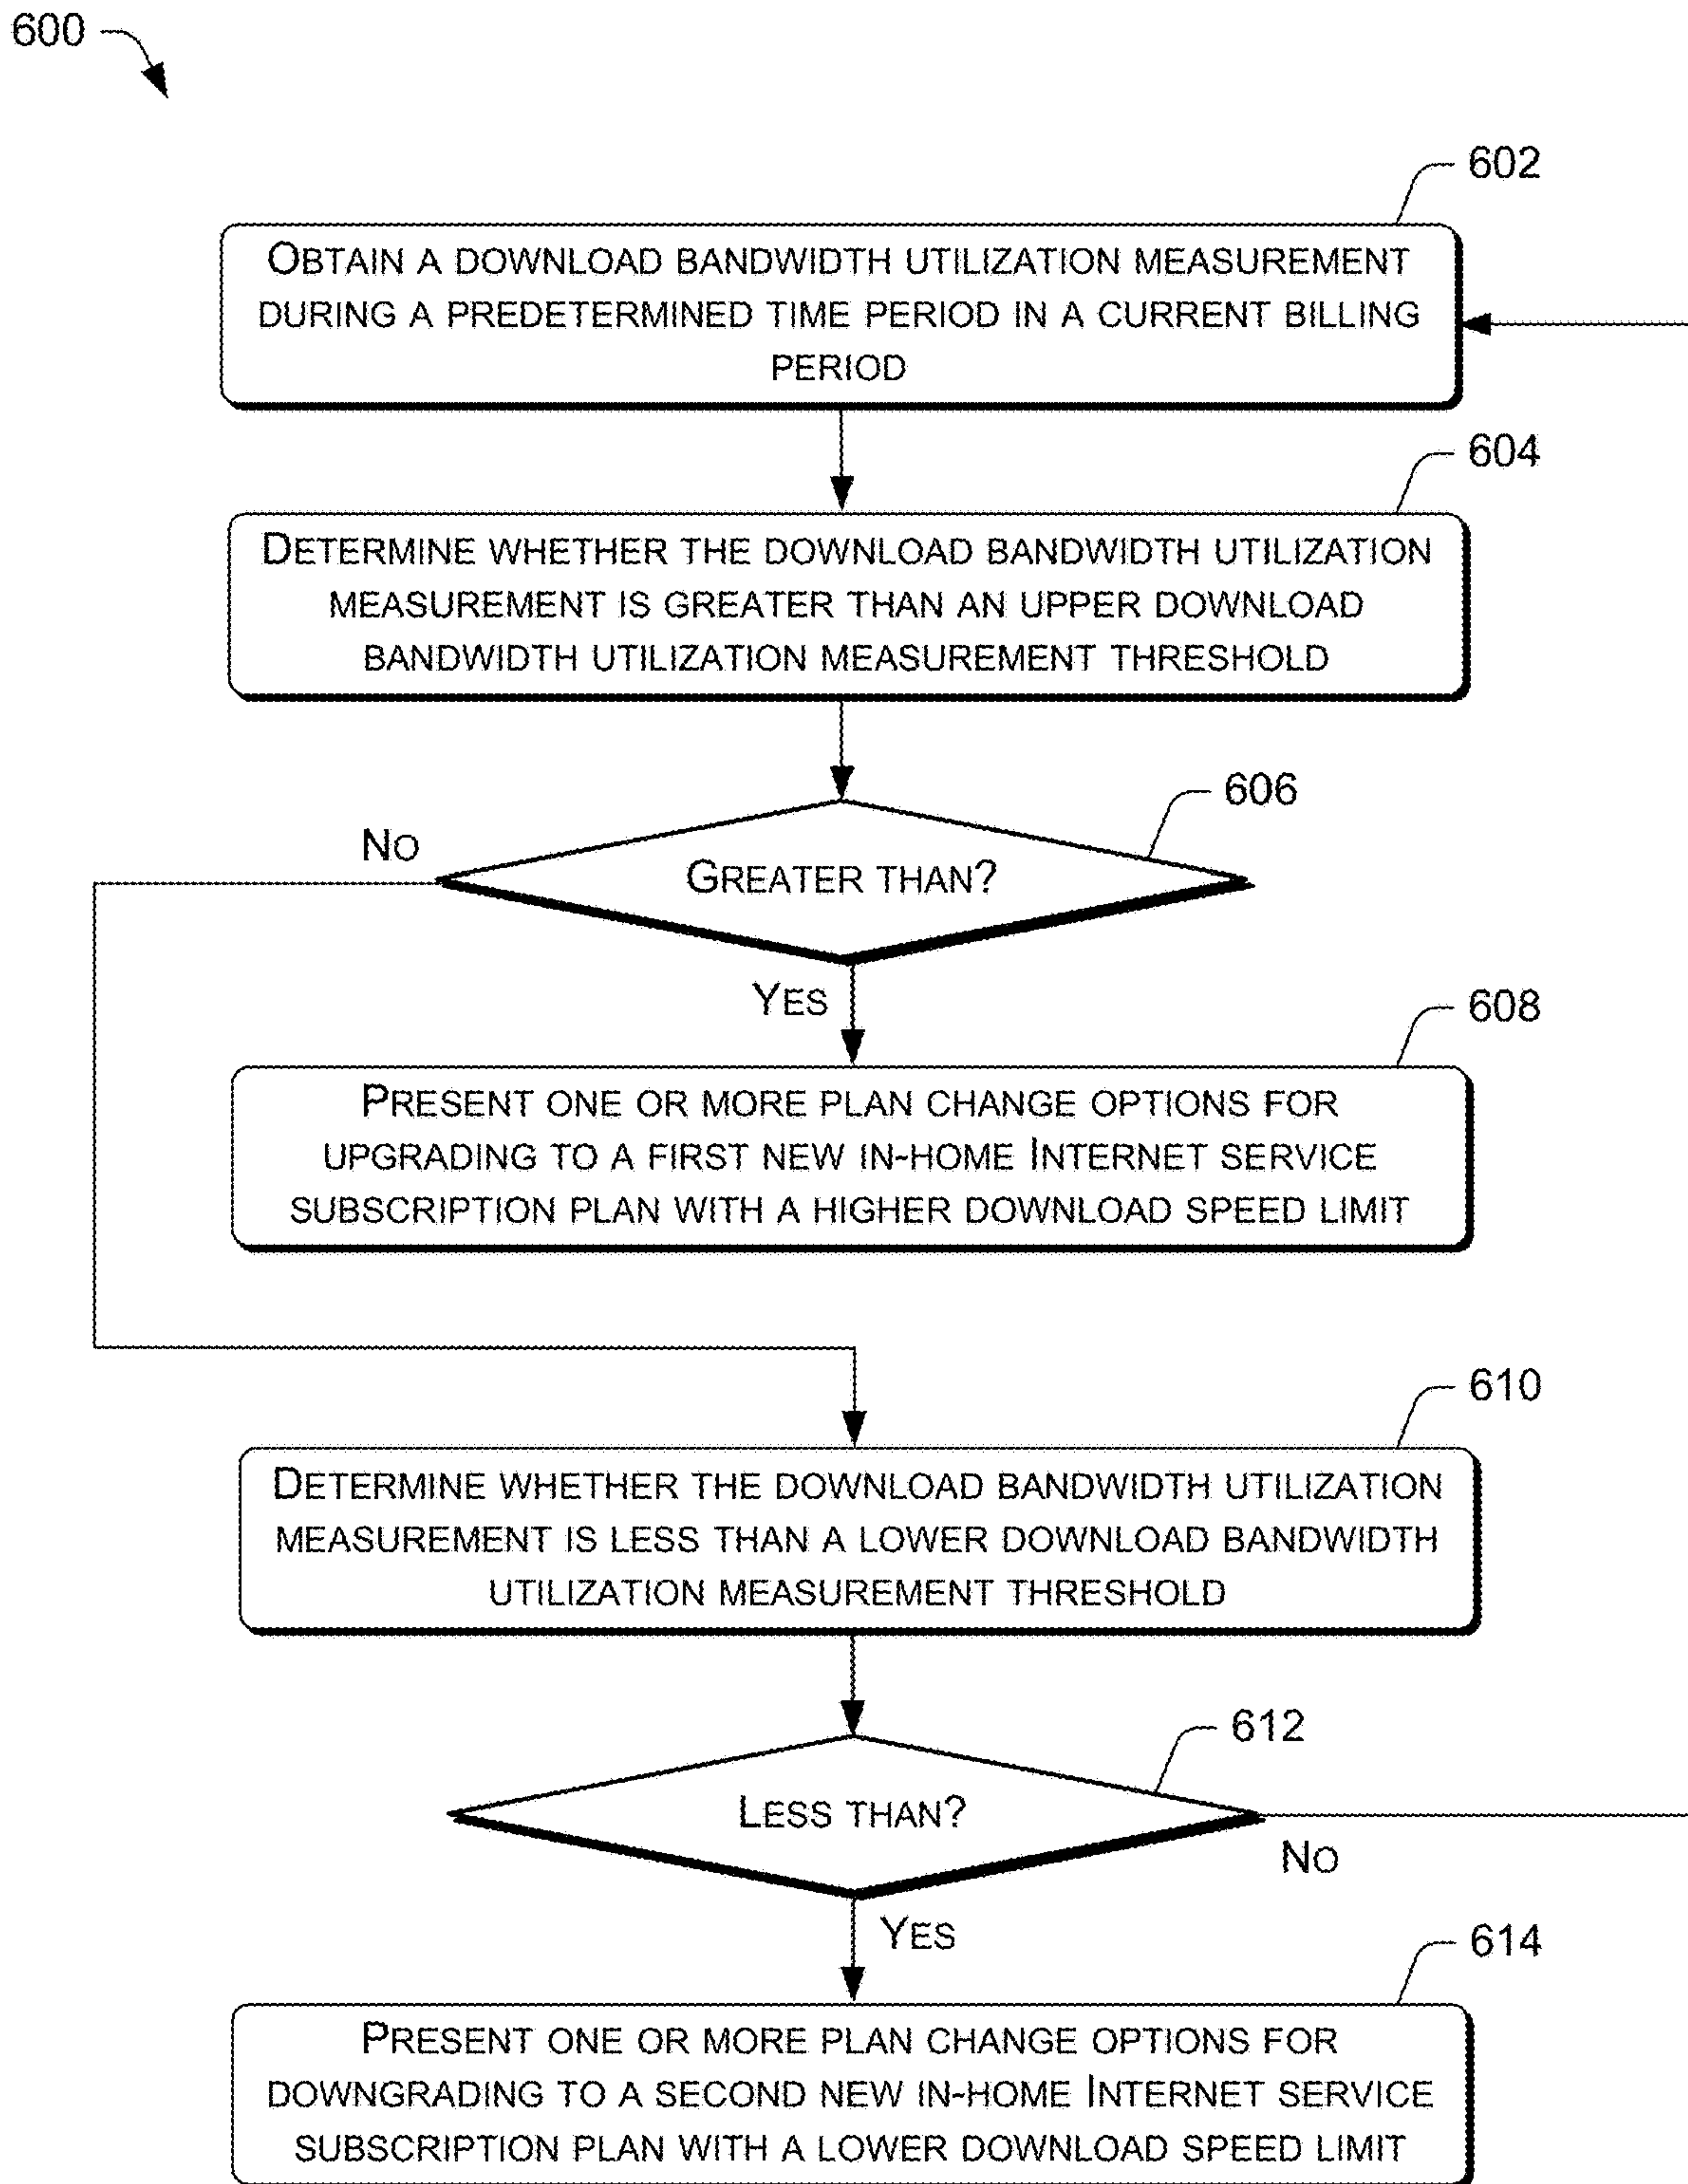 600
602
OBTAIN A DOWNLOAD BANDWIDTH UTILIZATION MEASUREMENT
DURING A PREDETERMINED TIME PERIOD IN A CURRENT BILLING
PERIOD
604
DETERMINE WHETHER THE DOWNLOAD BANDWIDTH UTILIZATION
MEASUREMENT IS GREATER THAN AN UPPER DOWNLOAD
BANDWIDTH UTILIZATION MEASUREMENT THRESHOLD
606
NO
GREATER THAN?
YES
608
PRESENT ONE OR MORE PLAN CHANGE OPTIONS FOR
UPGRADING TO A FIRST NEW IN-HOME INTERNET SERVICE
SUBSCRIPTION PLAN WITH A HIGHER DOWNLOAD SPEED LIMIT
610
DETERMINE WHETHER THE DOWNLOAD BANDWIDTH UTILIZATION
MEASUREMENT IS LESS THAN A LOWER DOWNLOAD BANDWIDTH
UTILIZATION MEASUREMENT THRESHOLD
612
LESS THAN?
NO
YES
614
PRESENT ONE OR MORE PLAN CHANGE OPTIONS FOR
DOWNGRADING TO A SECOND NEW IN-HOME INTERNET SERVICE
SUBSCRIPTION PLAN WITH A LOWER DOWNLOAD SPEED LIMIT